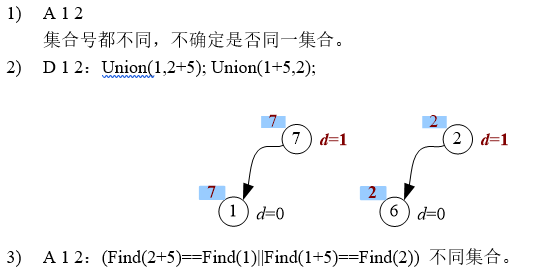 1) A 1 2
集合号都不同，不确定是否同一集合。
2) D 1 2：Union(1,2+5); Union(1+5,2);
7 2
7 d=1 2 d=1
7 2
1 d=0 6 d=0
3) A 1 2：(Find(2+5)==Find(1)||Find(1+5)==Find(2)) 不同集合。